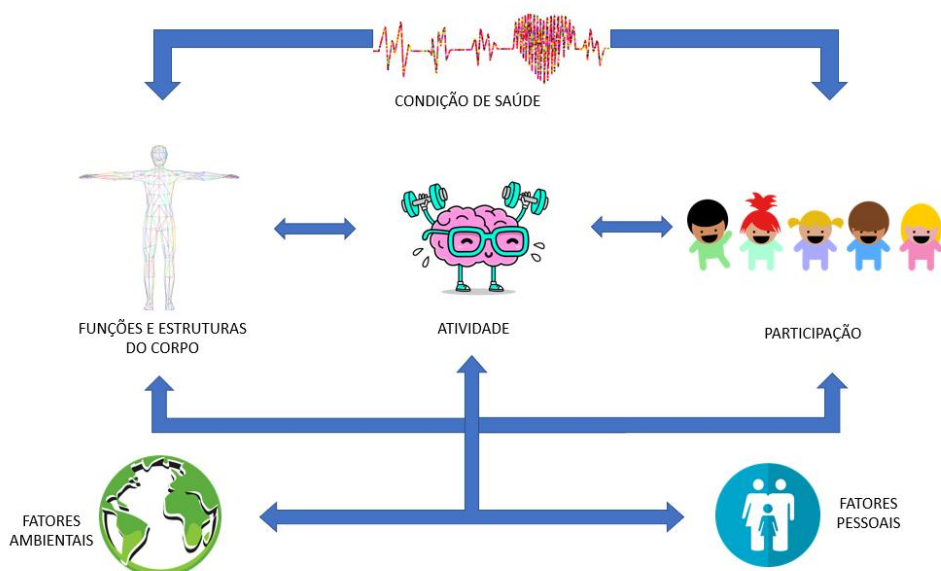 CONDIÇÃO DE SAÚDE
FUNÇÕES E ESTRUTURAS
DO CORPO
ATIVIDADE
PARTICIPAÇÃO
FATORES
AMBIENTAIS
FATORES
PESSOAIS